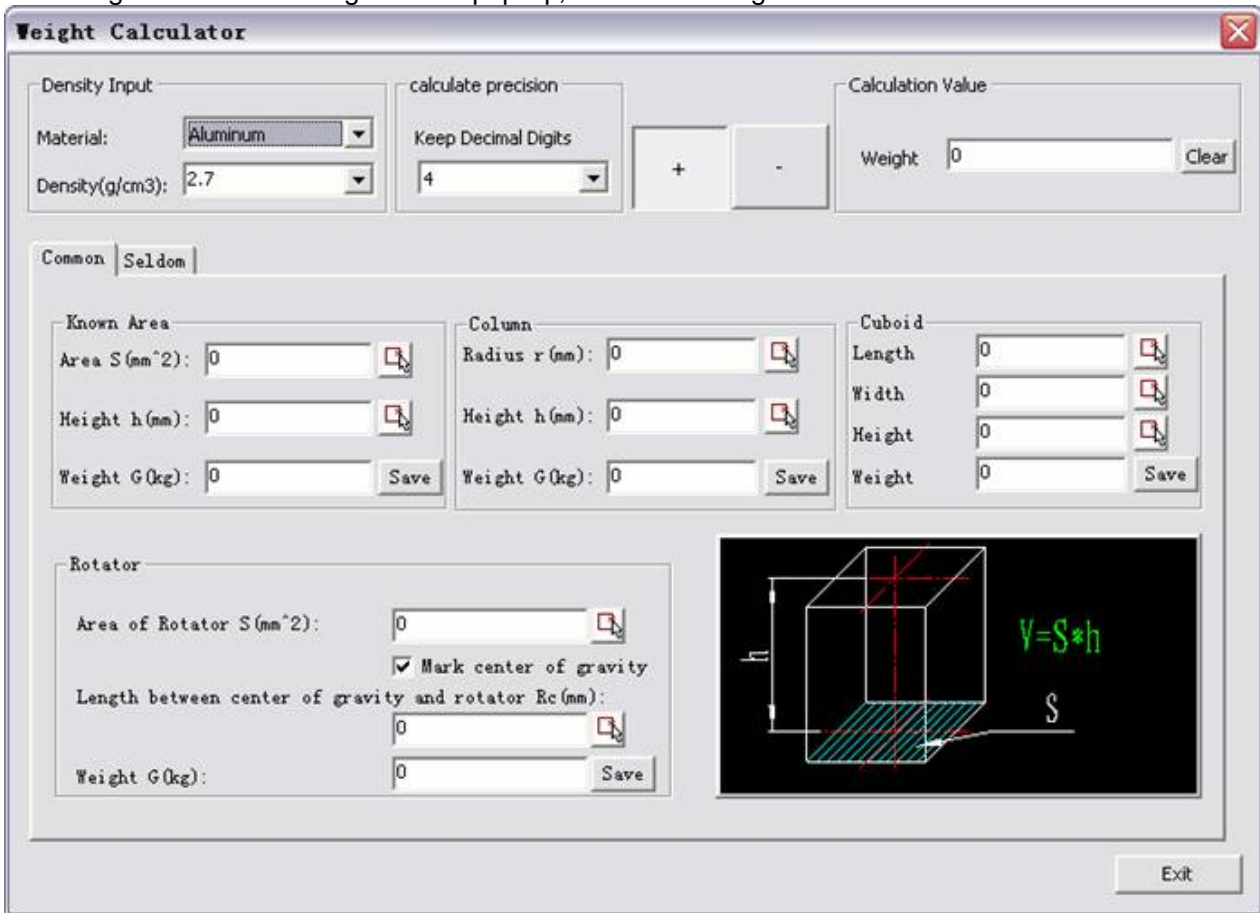 Weight Calculator
Density Input
Material: Aluminum
Density(g/cm3): 2.7
calculate precision
Keep Decimal Digits
4
+ -
Calculation Value
Weight 0 Clear
Common Seldom
Known Area
Area S(mm^2): 0
Height h(mm): 0
Weight G(kg): 0 Save
Column
Radius r(mm): 0
Height h(mm): 0
Weight G(kg): 0 Save
Cuboid
Length 0
Width 0
Height 0
Weight 0 Save
Rotator
Area of Rotator S(mm^2): 0
Mark center of gravity
Length between center of gravity and rotator Rc(mm):
0
Weight G(kg): 0 Save
h
V=S*h
S
Exit